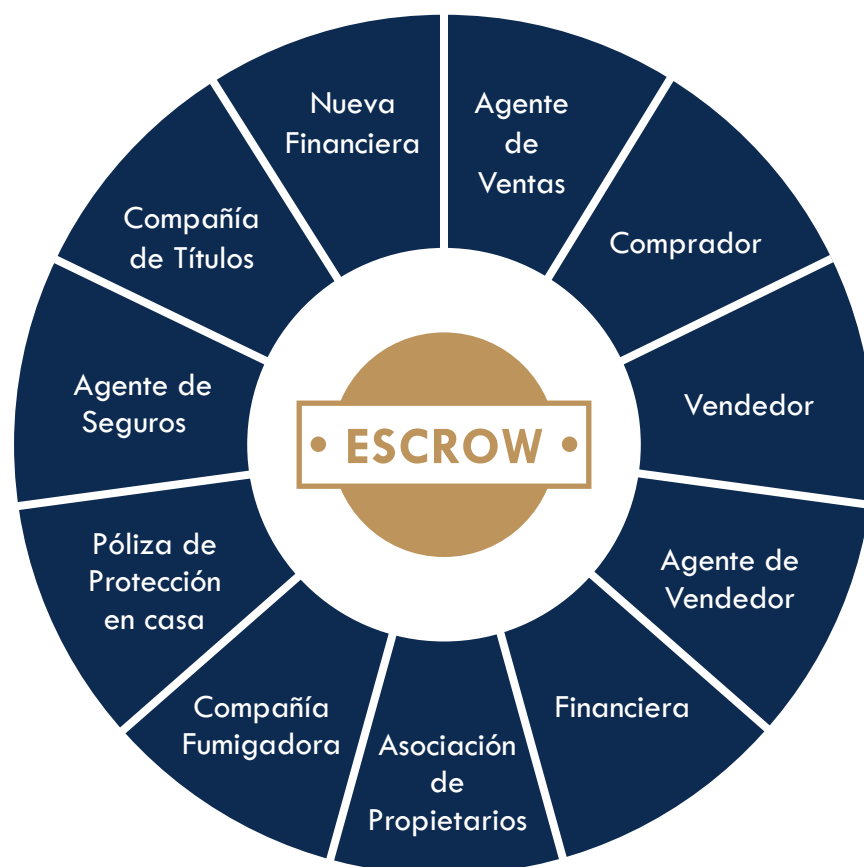 Nueva
Financiera
Agente
de
Ventas
Comprador
Vendedor
Agente de
Vendedor
Financiera
Asociación
de
Propietarios
Compañía
Fumigadora
Póliza de
Protección
en casa
Agente de
Seguros
Compañía
de Títulos
• ESCROW •